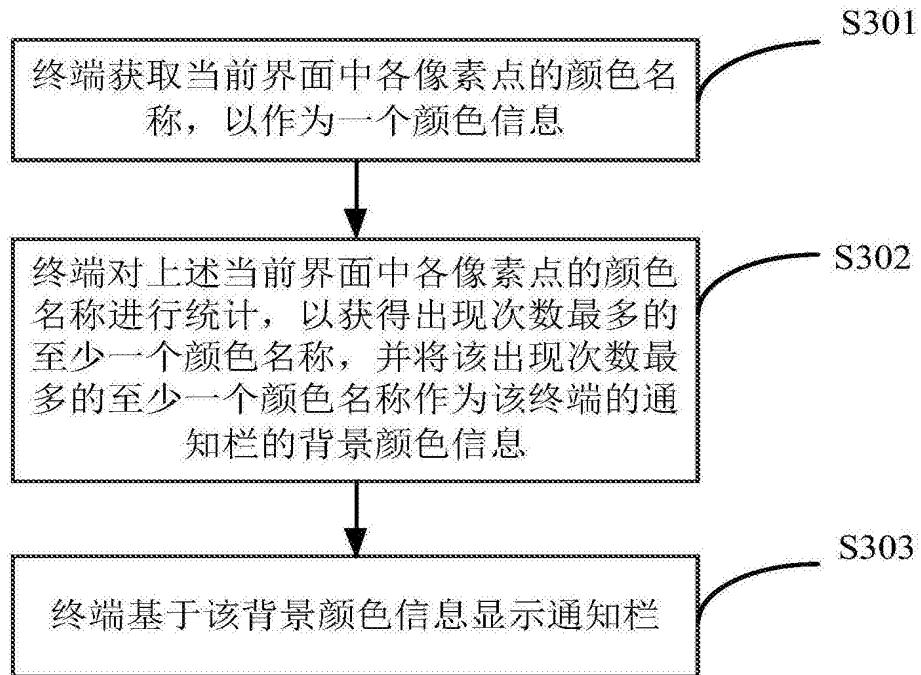 S301
终端获取当前界面中各像素点的颜色名
称，以作为一个颜色信息
S302
终端对上述当前界面中各像素点的颜色
名称进行统计，以获得出现次数最多的
至少一个颜色名称，并将该出现次数最
多的至少一个颜色名称作为该终端的通
知栏的背景颜色信息
S303
终端基于该背景颜色信息显示通知栏